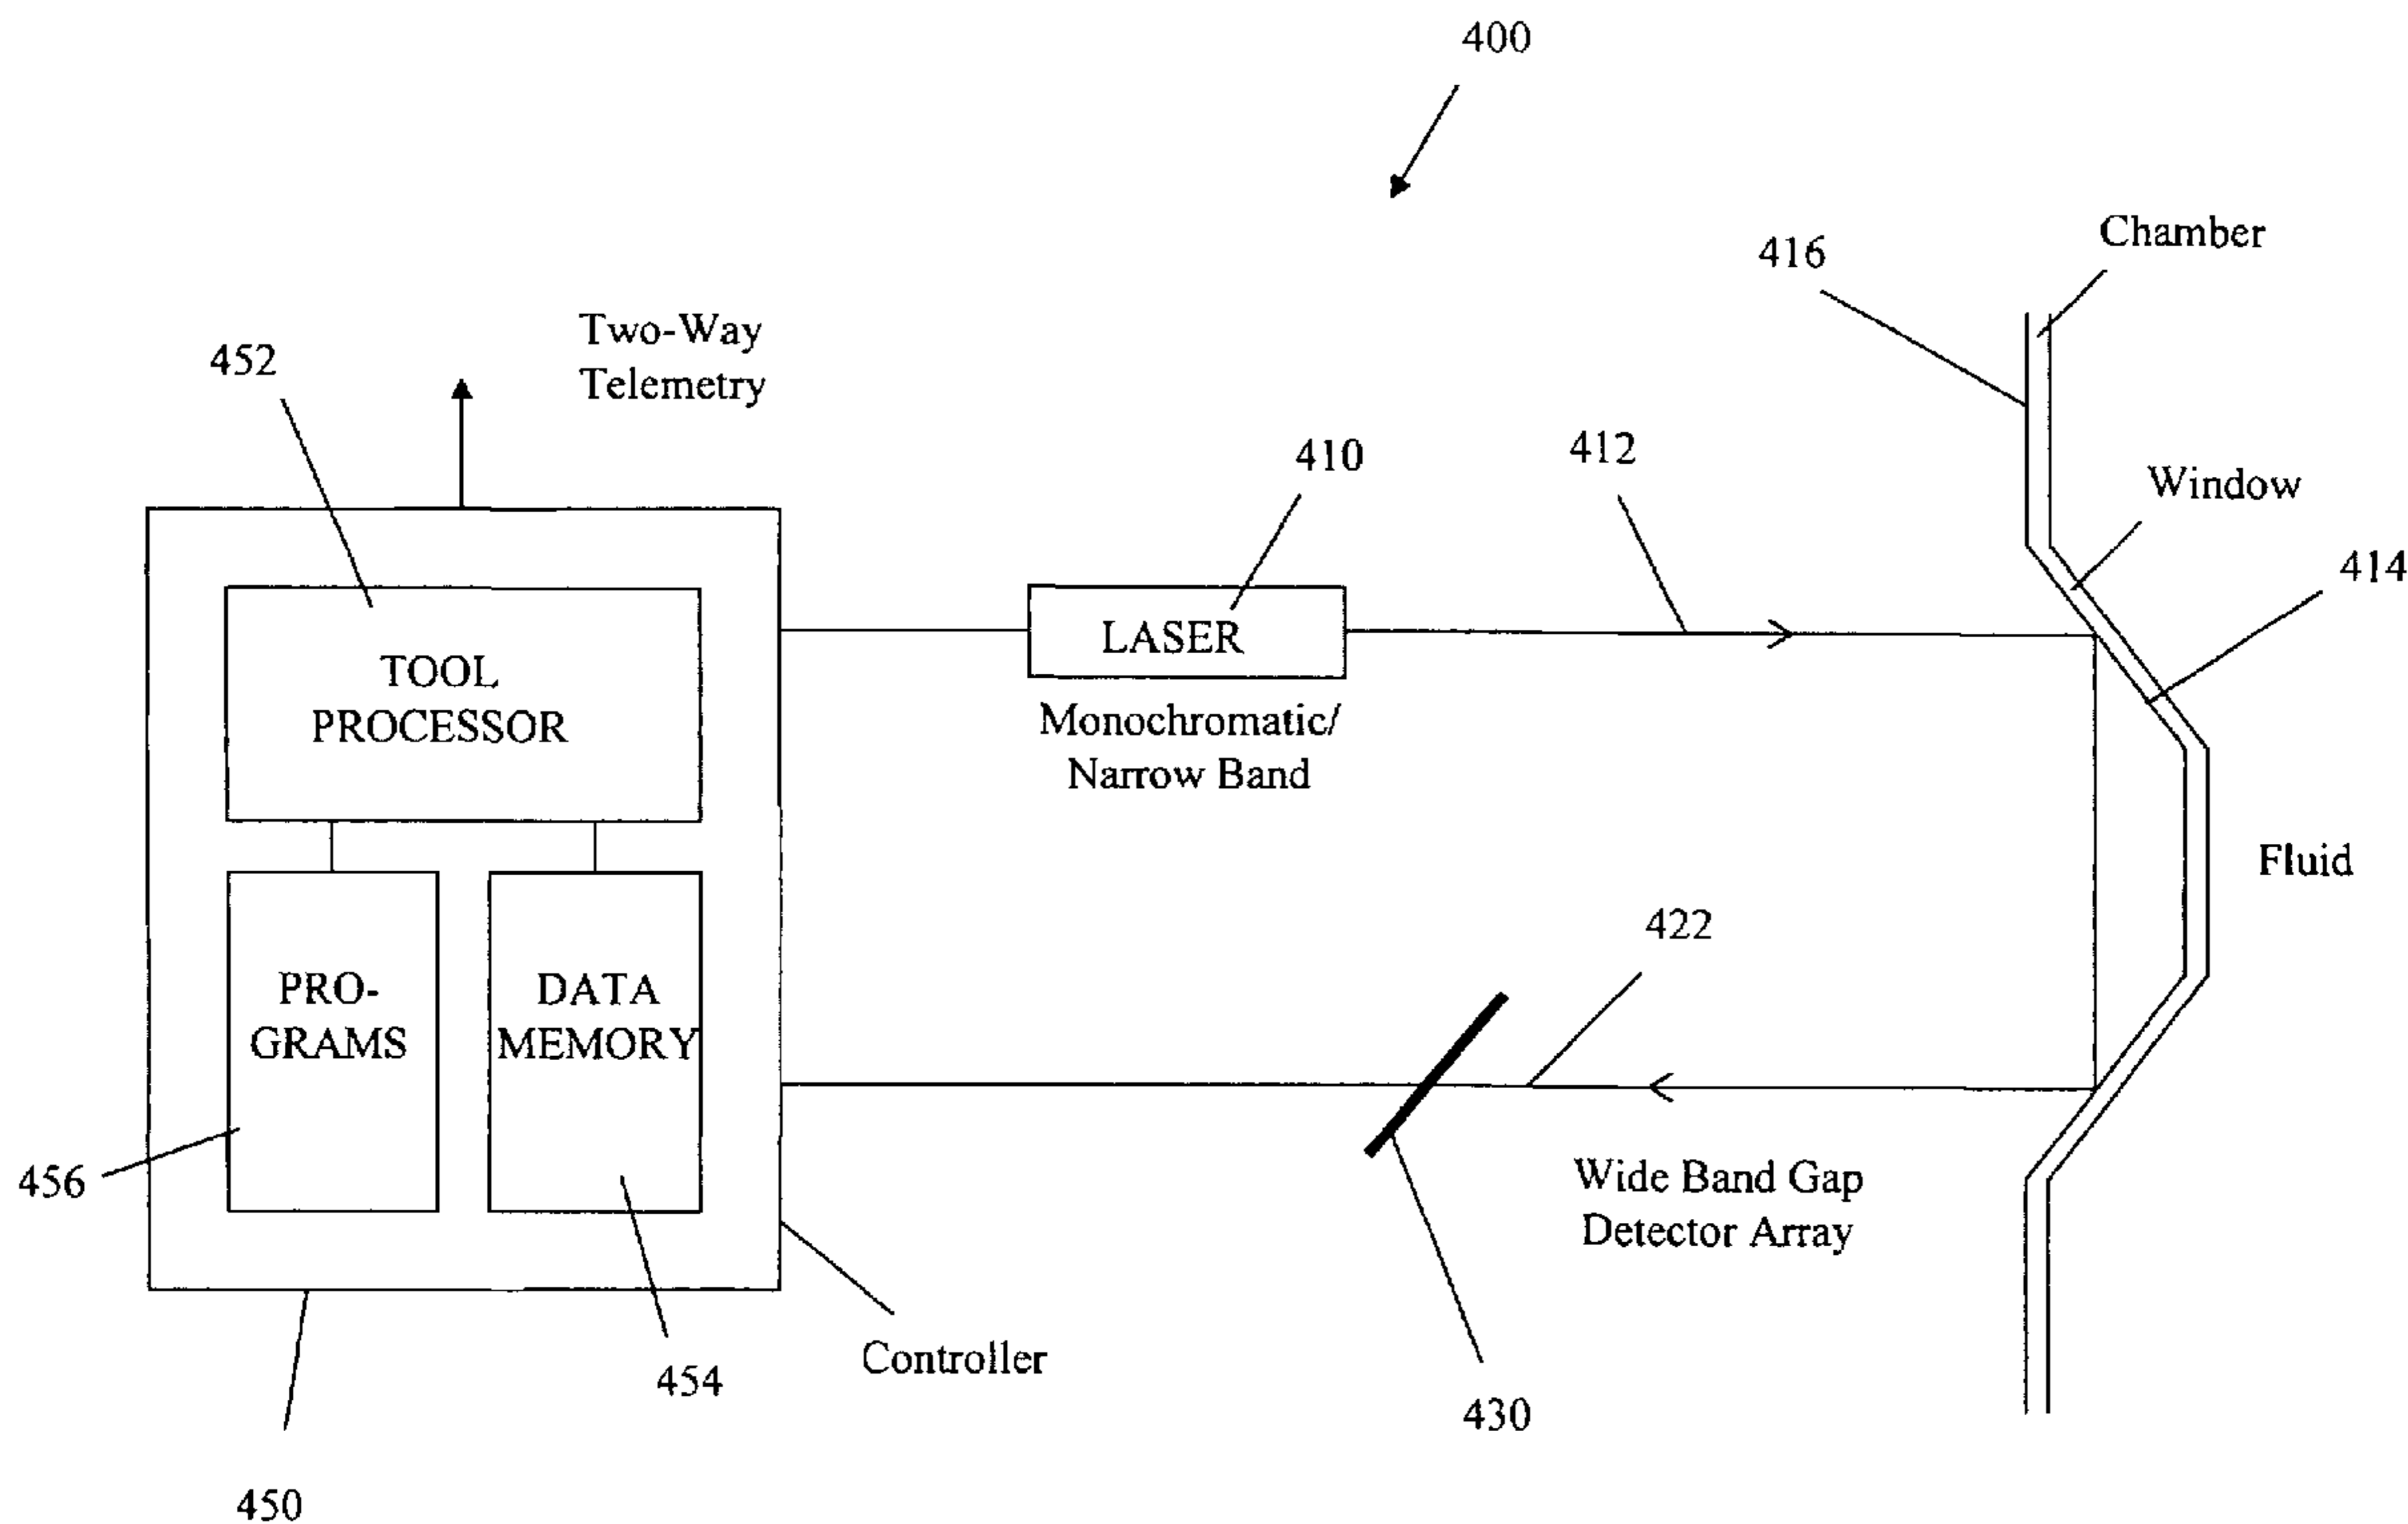 400
Chamber
416
Two-Way
Telemetry
452
410
412
Window
414
LASER
Monochromatic/
Narrow Band
TOOL
PROCESSOR
Fluid
422
PRO-
GRAMS
DATA
MEMORY
Wide Band Gap
Detector Array
456
Controller
454
430
450